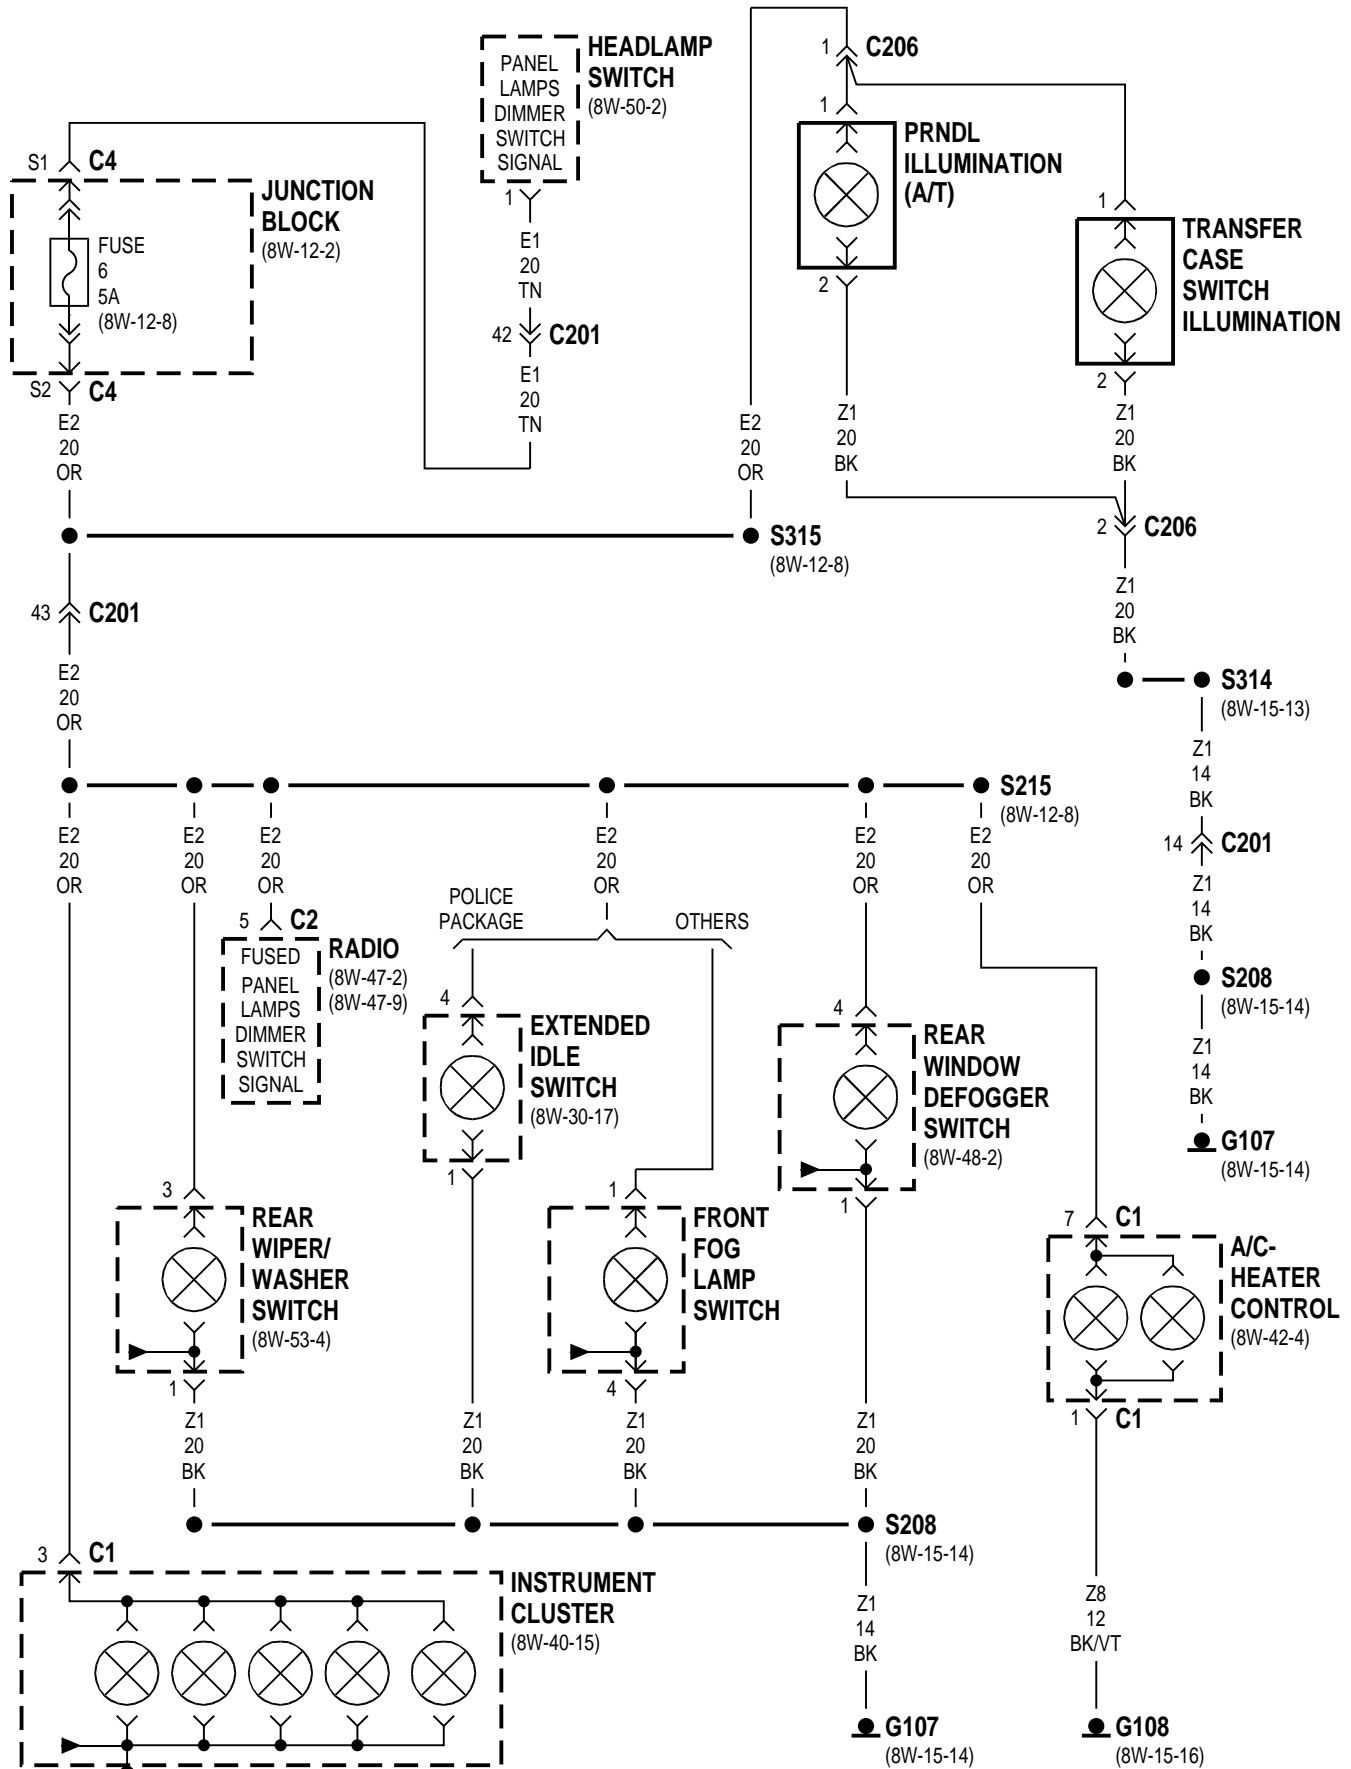 1
C206
HEADLAMP
SWITCH
(8W-50-2)
PANEL
LAMPS
DIMMER
SWITCH
SIGNAL
1
PRNDL
ILLUMINATION
(A/T)
S1
C4
JUNCTION
BLOCK
(8W-12-2)
1
E1
20
TN
1
TRANSFER
CASE
SWITCH
ILLUMINATION
FUSE
6
5A
(8W-12-8)
2
42
C201
S2
C4
E1
20
TN
2
E2
20
OR
E2
20
OR
Z1
20
BK
Z1
20
BK
S315
(8W-12-8)
2
C206
43
C201
Z1
20
BK
E2
20
OR
S314
(8W-15-13)
Z1
14
BK
S215
(8W-12-8)
14
C201
E2
20
OR
E2
20
OR
E2
20
OR
E2
20
OR
E2
20
OR
E2
20
OR
Z1
14
BK
POLICE
PACKAGE
OTHERS
5
C2
RADIO
(8W-47-2)
(8W-47-9)
FUSED
PANEL
LAMPS
DIMMER
SWITCH
SIGNAL
S208
(8W-15-14)
4
EXTENDED
IDLE
SWITCH
(8W-30-17)
1
4
REAR
WINDOW
DEFOGGER
SWITCH
(8W-48-2)
1
Z1
14
BK
G107
(8W-15-14)
3
REAR
WIPER/
WASHER
SWITCH
(8W-53-4)
1
1
FRONT
FOG
LAMP
SWITCH
4
7
C1
A/C-
HEATER
CONTROL
(8W-42-4)
1
C1
Z1
20
BK
Z1
20
BK
Z1
20
BK
Z1
20
BK
S208
(8W-15-14)
3
C1
INSTRUMENT
CLUSTER
(8W-40-15)
Z1
14
BK
Z8
12
BK/VT
G107
(8W-15-14)
G108
(8W-15-16)